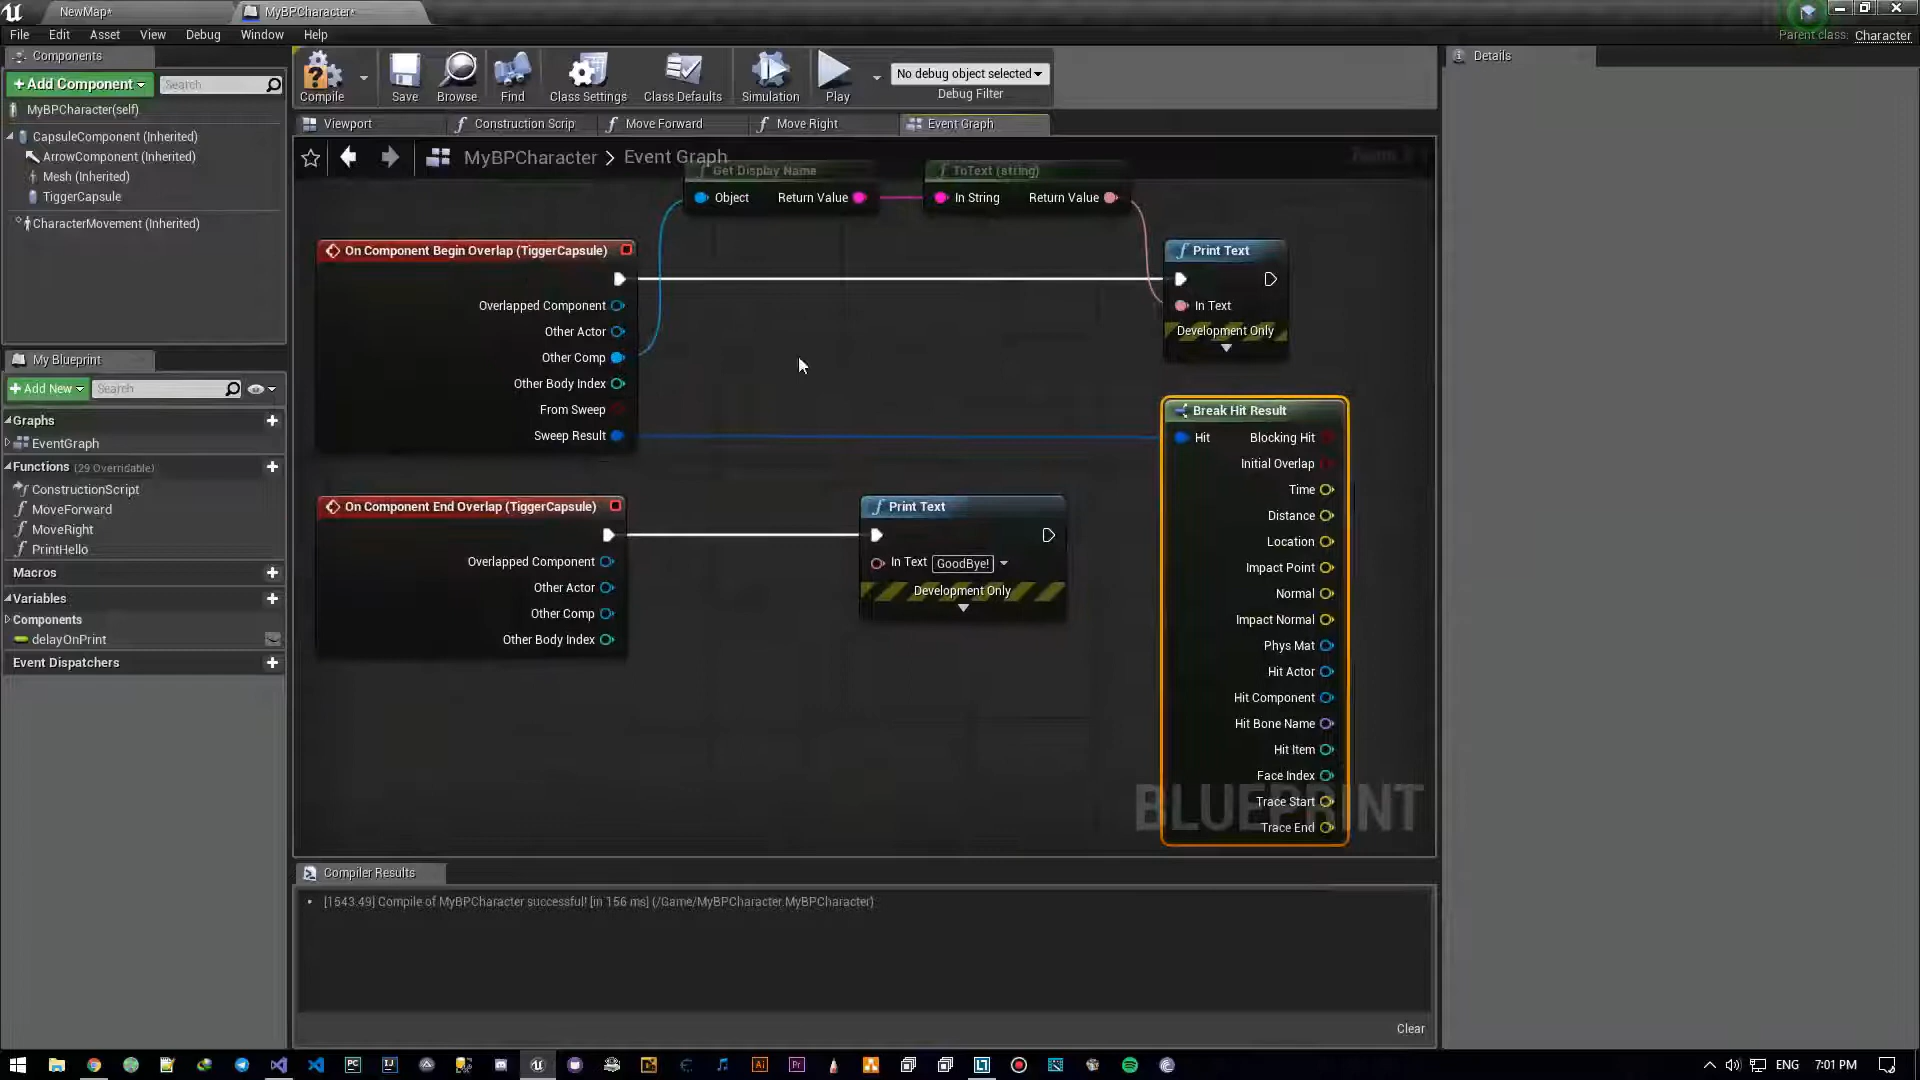 NewMap*
MyBPCharacter*
File Edit Asset View Debug Window Help
Parent class: Character
Components
+Add Component
Search
MyBPCharacter(self)
CapsuleComponent (Inherited)
ArrowComponent (Inherited)
Mesh (Inherited)
TiggerCapsule
CharacterMovement (Inherited)
My Blueprint
+Add New
Search
Graphs
EventGraph
Functions (29 Overridable)
ConstructionScript
MoveForward
MoveRight
PrintHello
Macros
Variables
Components
delayOnPrint
Event Dispatchers
Compile Save Browse Find Class Settings Class Defaults Simulation Play
No debug object selected
Debug Filter
Viewport Construction Scrip Move Forward Move Right Event Graph
MyBPCharacter > Event Graph
Get Display Name
Object Return Value
ToText (string)
In String Return Value
On Component Begin Overlap (TiggerCapsule)
Overlapped Component
Other Actor
Other Comp
Other Body Index
From Sweep
Sweep Result
Print Text
In Text
Development Only
On Component End Overlap (TiggerCapsule)
Overlapped Component
Other Actor
Other Comp
Other Body Index
Print Text
In Text GoodBye!
Development Only
Break Hit Result
Hit Blocking Hit
Initial Overlap
Time
Distance
Location
Impact Point
Normal
Impact Normal
Phys Mat
Hit Actor
Hit Component
Hit Bone Name
Hit Item
Face Index
Trace Start
Trace End
BLUEPRINT
Compiler Results
[1543.49] Compile of MyBPCharacter successful! [in 156 ms] (/Game/MyBPCharacter.MyBPCharacter)
Clear
Details
ENG 7:01 PM